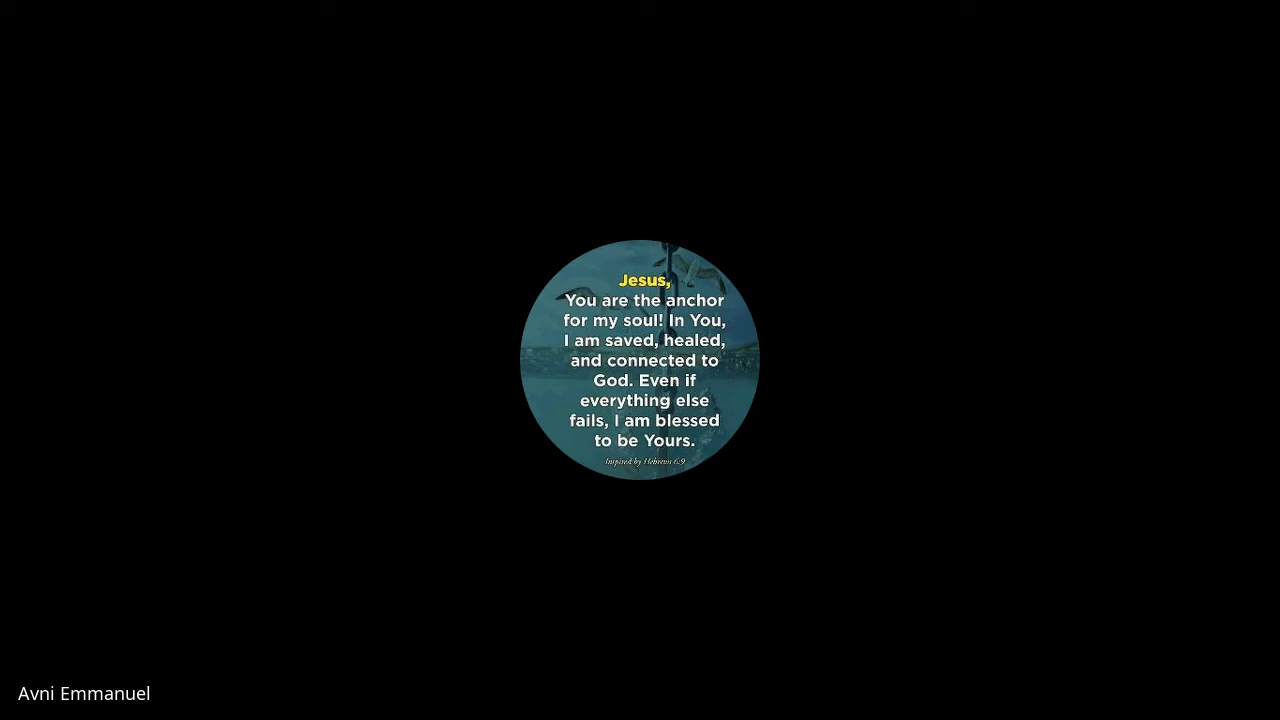 Jesus,
You are the anchor
for my soul! In You,
I am saved, healed,
and connected to
God. Even if
everything else
fails, I am blessed
to be Yours.
Inspired by Hebrews 6:9
Avni Emmanuel